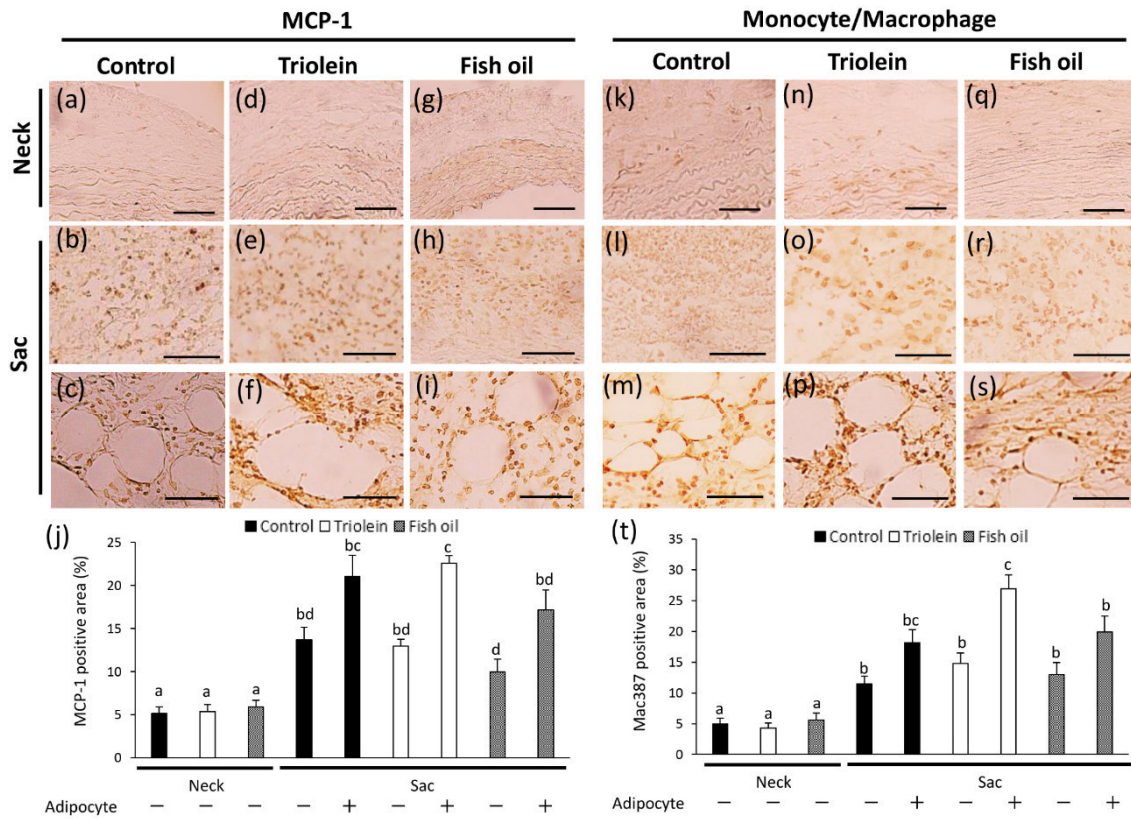 MCP-1
Monocyte/Macrophage
Control Triolein Fish oil
Control Triolein Fish oil
Neck
(a) (d) (g) (k) (n) (q)
Sac
(b) (e) (h) (l) (o) (r)
(c) (f) (i) (m) (p) (s)
(j)
Control Triolein Fish oil
MCP-1 positive area (%)
25
20
15
10
5
0
a a a bd bc bd c d bd
Neck Sac
Adipocyte − − − − + − + − +
(t)
Control Triolein Fish oil
Mac387 positive area (%)
35
30
25
20
15
10
5
0
a a a b bc b c b b
Neck Sac
Adipocyte − − − − + − + − +